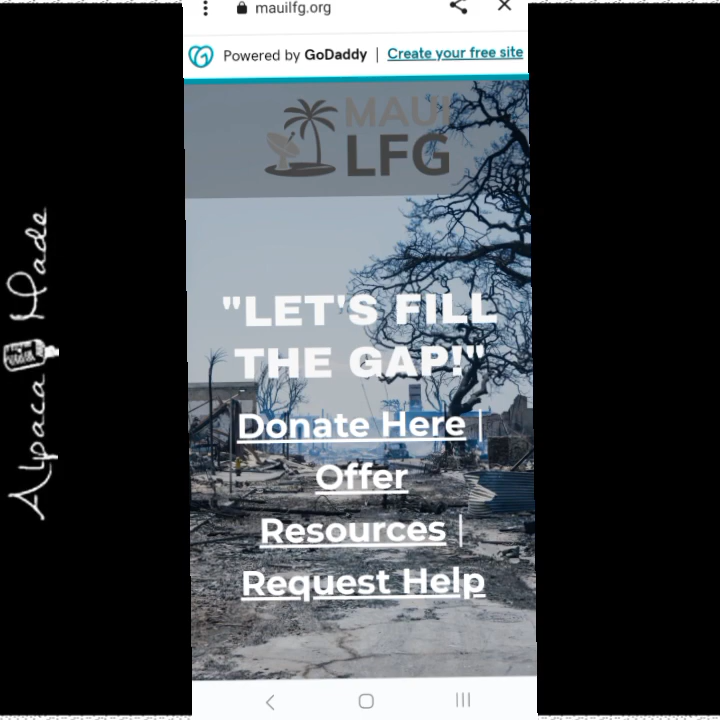 mauilfg.org
Powered by GoDaddy | Create your free site
MAUI
LFG
"LET'S FILL
THE GAP!"
Donate Here |
Offer
Resources |
Request Help
Alpaca Made